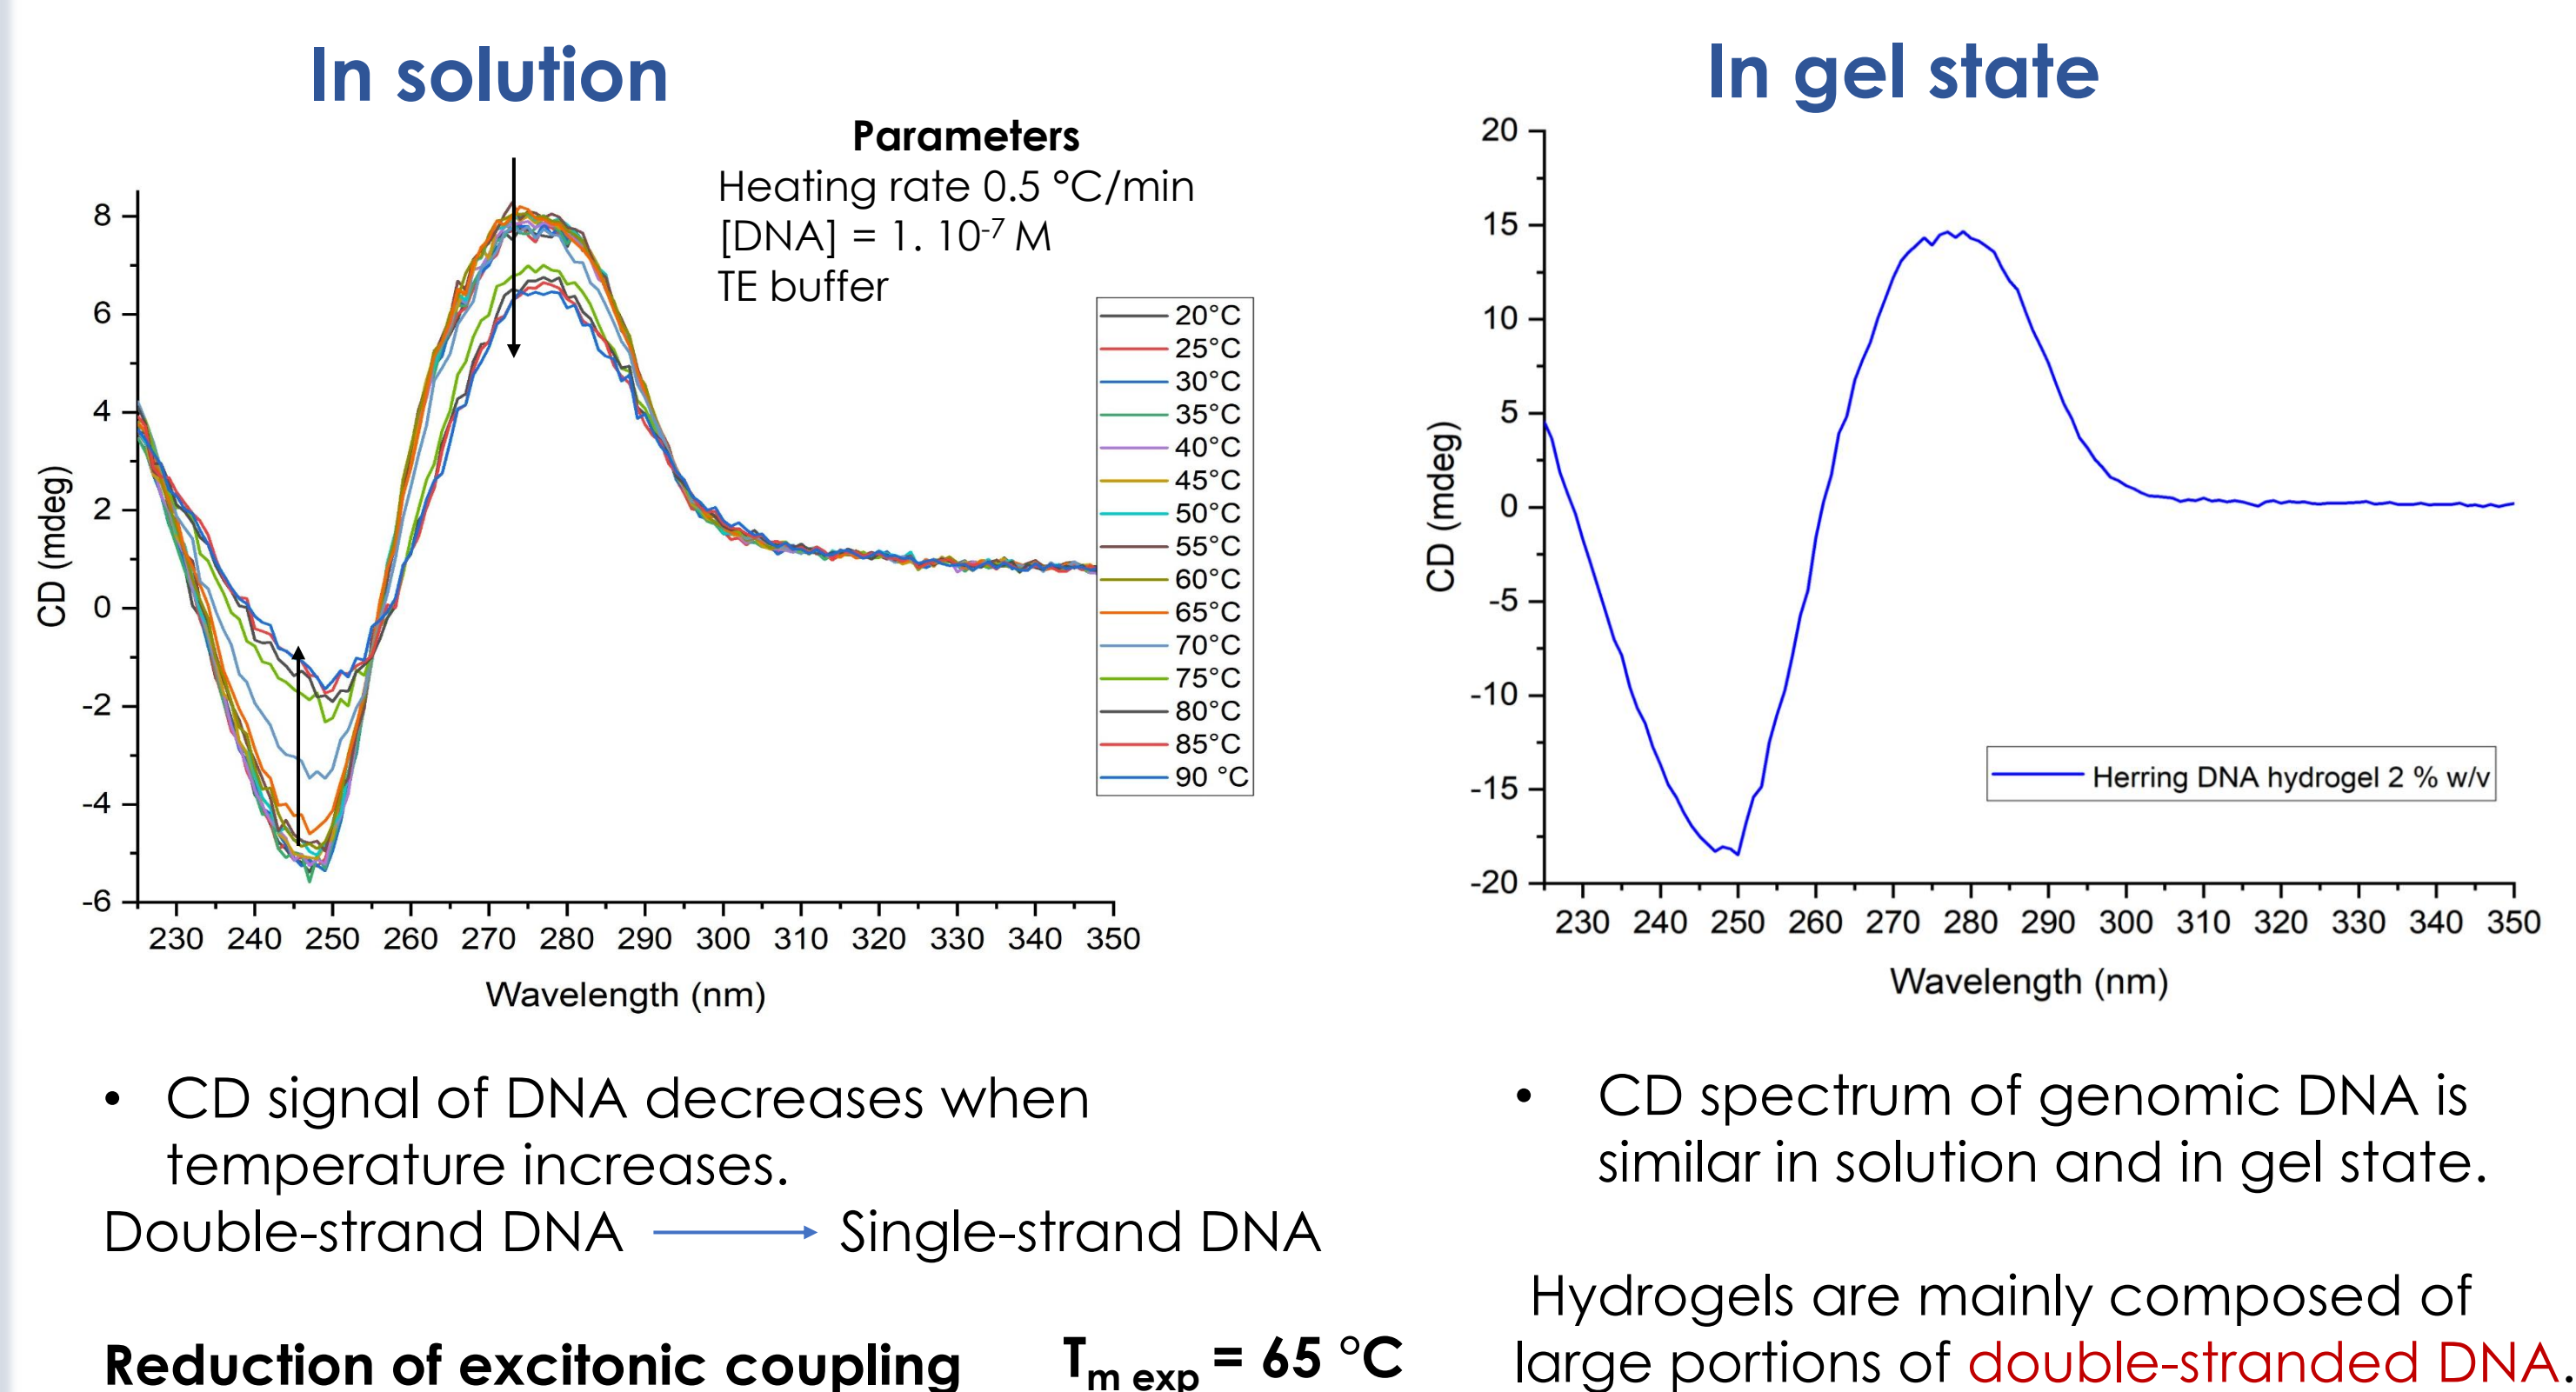 In solution
Parameters
Heating rate 0.5 °C/min
[DNA] = 1. 10⁻⁷ M
TE buffer
8
6
4
2
0
-2
-4
-6
CD (mdeg)
230 240 250 260 270 280 290 300 310 320 330 340 350
Wavelength (nm)
20°C
25°C
30°C
35°C
40°C
45°C
50°C
55°C
60°C
65°C
70°C
75°C
80°C
85°C
90 °C
• CD signal of DNA decreases when
temperature increases.
Double-strand DNA → Single-strand DNA
Reduction of excitonic coupling
Tm exp = 65 °C
In gel state
20
15
10
5
0
-5
-10
-15
-20
CD (mdeg)
Herring DNA hydrogel 2 % w/v
230 240 250 260 270 280 290 300 310 320 330 340 350
Wavelength (nm)
• CD spectrum of genomic DNA is
similar in solution and in gel state.
Hydrogels are mainly composed of
large portions of double-stranded DNA.